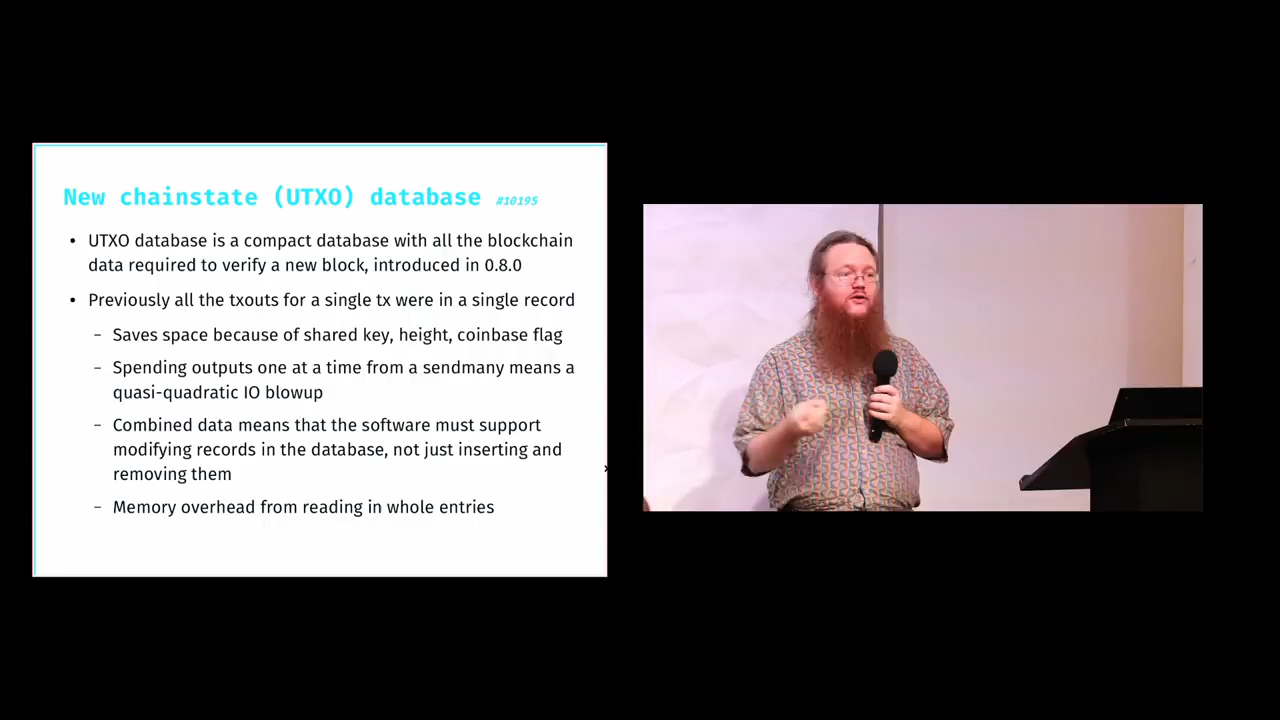 New chainstate (UTXO) database #10195
• UTXO database is a compact database with all the blockchain
data required to verify a new block, introduced in 0.8.0
• Previously all the txouts for a single tx were in a single record
– Saves space because of shared key, height, coinbase flag
– Spending outputs one at a time from a sendmany means a
quasi-quadratic IO blowup
– Combined data means that the software must support
modifying records in the database, not just inserting and
removing them
– Memory overhead from reading in whole entries